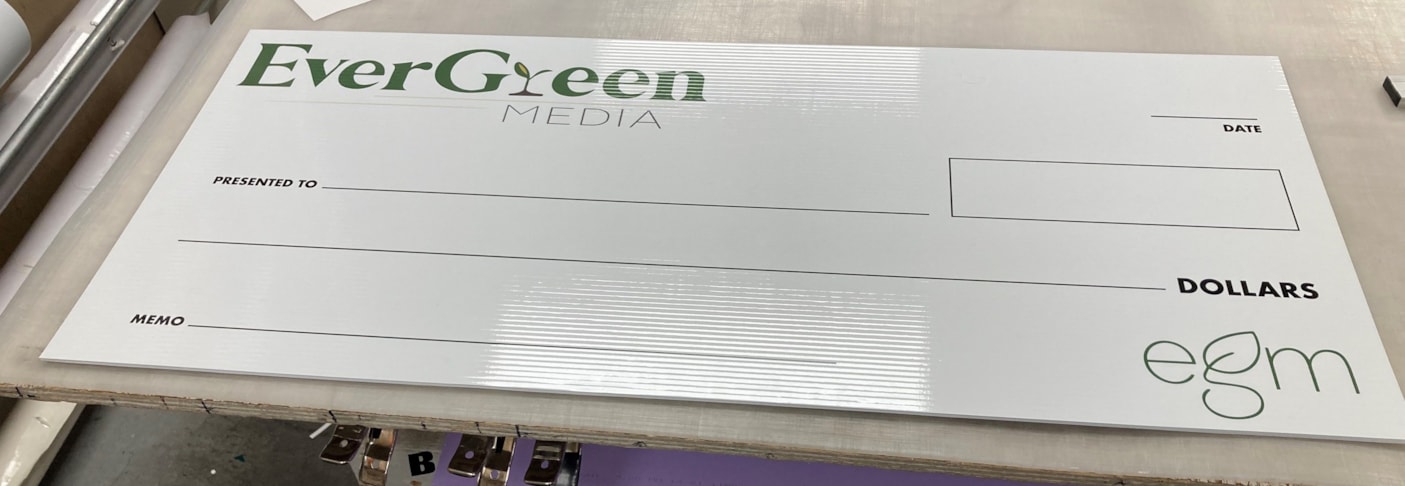 EverGreen
MEDIA
DATE
PRESENTED TO
DOLLARS
MEMO
egm
B